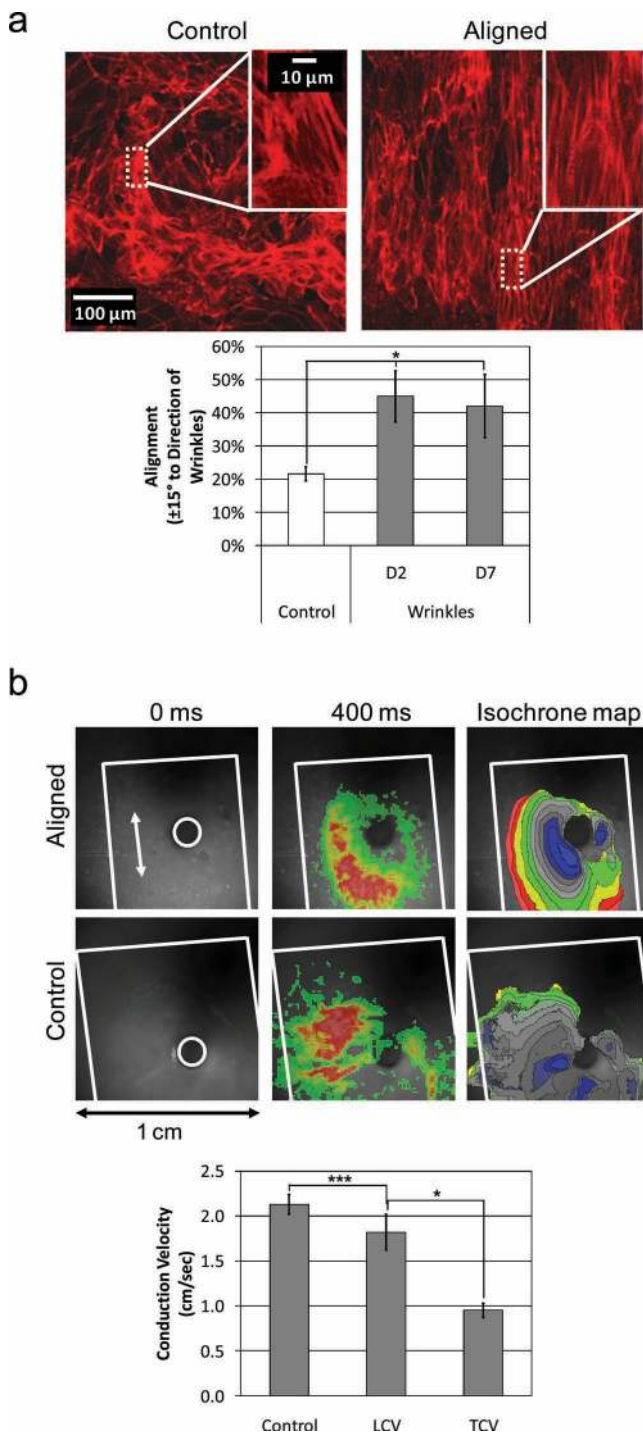 a
Control
Aligned
10 μm
100 μm
Alignment
(±15° to Direction of
Wrinkles)
60%
50%
40%
30%
20%
10%
0%
*
D2
D7
Control
Wrinkles
b
0 ms
400 ms
Isochrone map
Aligned
Control
1 cm
Conduction Velocity
(cm/sec)
2.5
2.0
1.5
1.0
0.5
0.0
***
*
Control
LCV
TCV